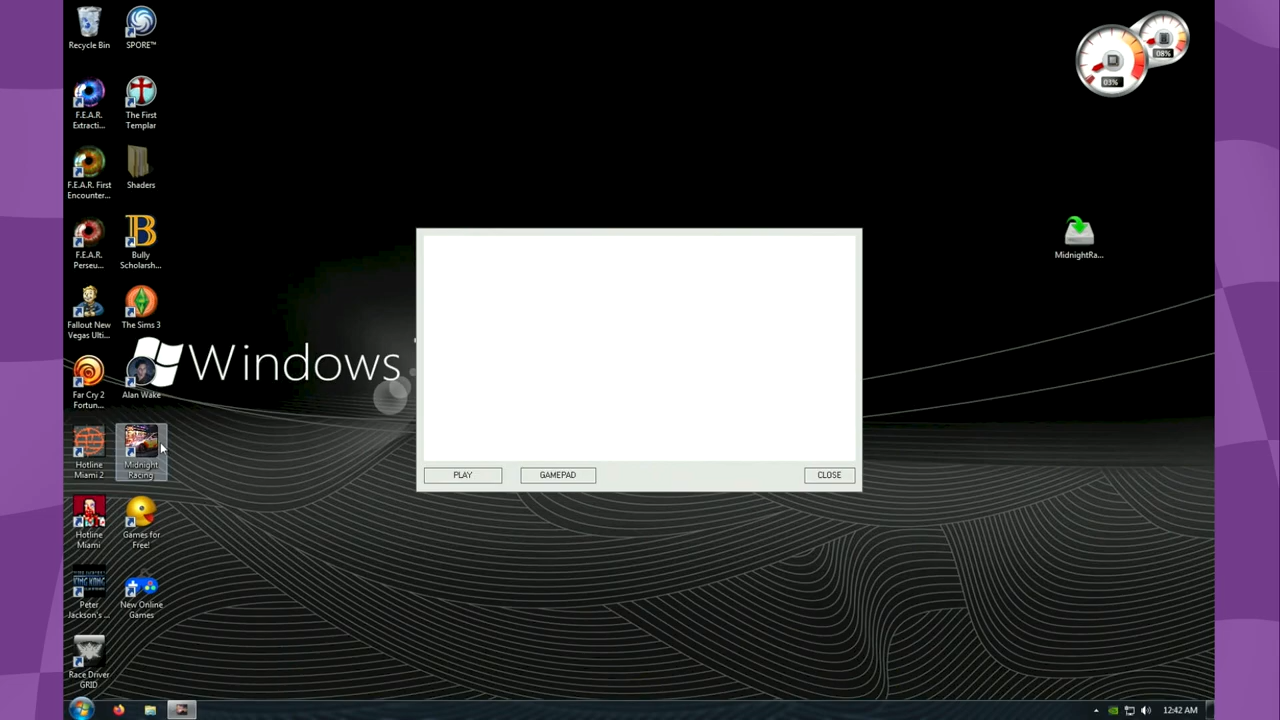 Recycle Bin
SPORE™
F.E.A.R.
Extracti...
The First
Templar
F.E.A.R. First
Encounter...
Shaders
F.E.A.R.
Perseu...
Bully
Scholarsh...
Fallout New
Vegas Ulti...
The Sims 3
Far Cry 2
Fortun...
Alan Wake
Hotline
Miami 2
Midnight
Racing
Hotline
Miami
Games for
Free!
Peter
Jackson's ...
New Online
Games
Race Driver
GRID
Windows
03%
08%
MidnightRa...
PLAY
GAMEPAD
CLOSE
12:42 AM